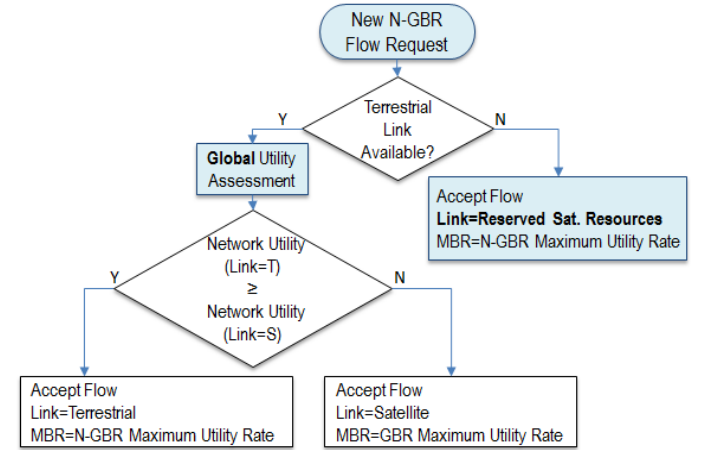 New N-GBR
Flow Request
Terrestrial
Link
Available?
Y
N
Global Utility
Assessment
Accept Flow
Link=Reserved Sat. Resources
MBR=N-GBR Maximum Utility Rate
Network Utility
(Link=T)
≥
Network Utility
(Link=S)
Y
N
Accept Flow
Link=Terrestrial
MBR=N-GBR Maximum Utility Rate
Accept Flow
Link=Satellite
MBR=GBR Maximum Utility Rate